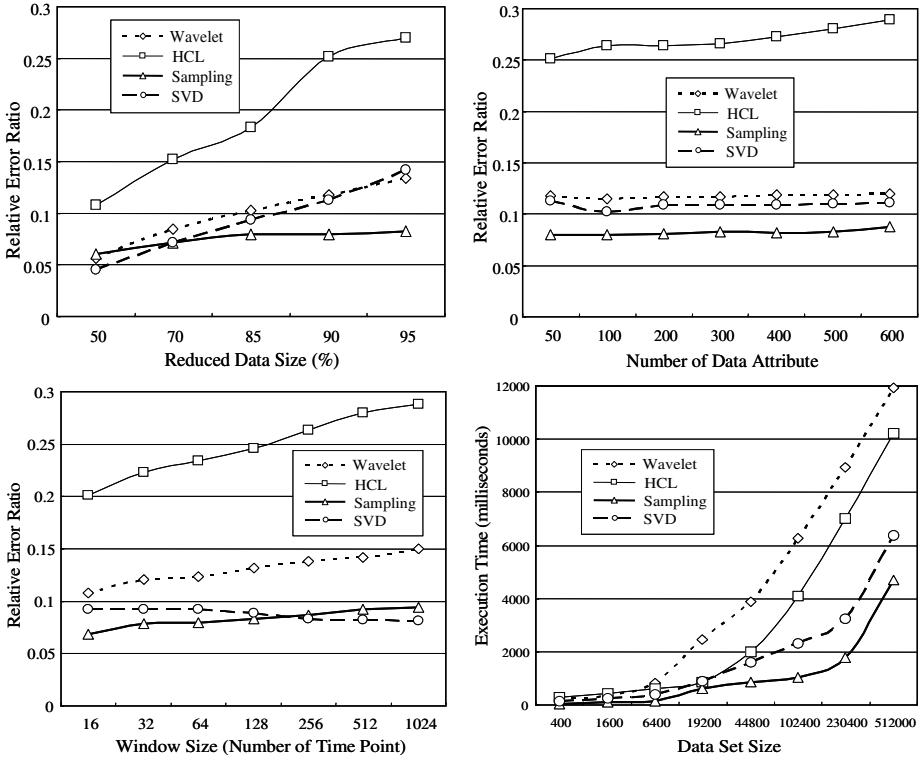 0.3
0.25
0.2
0.15
0.1
0.05
0
Relative Error Ratio
Wavelet
HCL
Sampling
SVD
50 70 85 90 95
Reduced Data Size (%)
0.3
0.25
0.2
0.15
0.1
0.05
0
Relative Error Ratio
Wavelet
HCL
Sampling
SVD
50 100 200 300 400 500 600
Number of Data Attribute
0.3
0.25
0.2
0.15
0.1
0.05
0
Relative Error Ratio
Wavelet
HCL
Sampling
SVD
16 32 64 128 256 512 1024
Window Size (Number of Time Point)
12000
10000
8000
6000
4000
2000
0
Execution Time (milliseconds)
Wavelet
HCL
Sampling
SVD
400 1600 6400 19200 44800 102400 230400 512000
Data Set Size